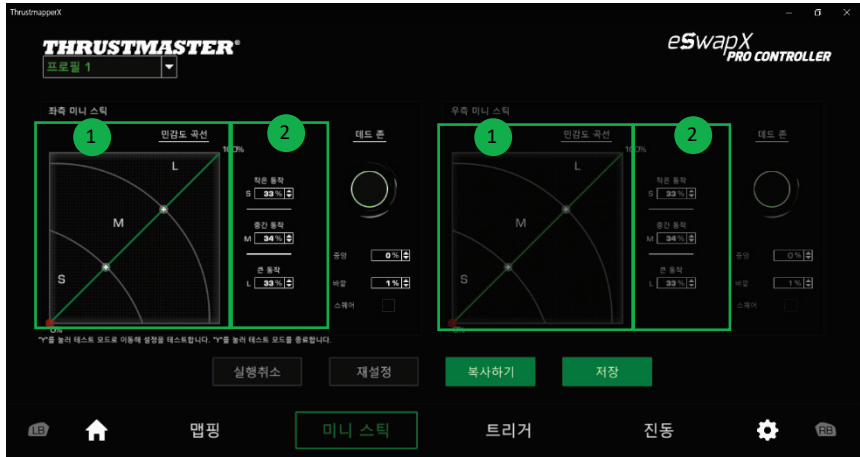 ThrustmapperX
THRUSTMASTER®
프로필 1
eSwapX
PRO CONTROLLER
좌측 미니 스틱
1
민감도 곡선
2
데드 존
100%
L
M
S
0%
작은 동작
S 33%
중간 동작
M 34%
큰 동작
L 33%
중앙 0%
바깥 1%
스퀘어
우측 미니 스틱
1
민감도 곡선
2
데드 존
100%
L
M
S
0%
작은 동작
S 33%
중간 동작
M 34%
큰 동작
L 33%
중앙 0%
바깥 1%
스퀘어
"Y"를 눌러 테스트 모드로 이동해 설정을 테스트합니다. "Y"를 눌러 테스트 모드를 종료합니다.
실행취소 재설정 복사하기 저장
LB 맵핑 미니 스틱 트리거 진동 RB